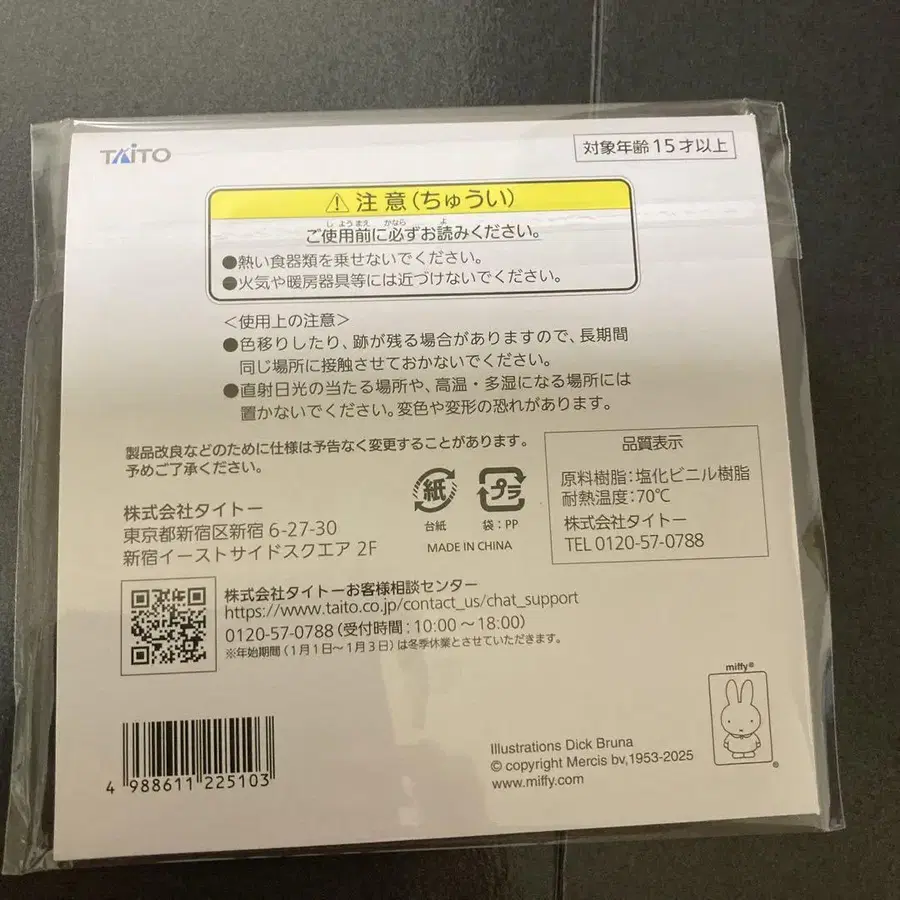 TAITO
対象年齢15才以上
⚠注意(ちゅうい)
しようまえ かなら よ
ご使用前に必ずお読みください。
●熱い食器類を乗せないでください。
●火気や暖房器具等には近づけないでください。
<使用上の注意>
●色移りしたり、跡が残る場合がありますので、長期間
同じ場所に接触させておかないでください。
●直射日光の当たる場所や、高温・多湿になる場所には
置かないでください。変色や変形の恐れがあります。
製品改良などのために仕様は予告なく変更することがあります。
予めご了承ください。
株式会社タイトー
東京都新宿区新宿 6-27-30
新宿イーストサイドスクエア 2F
紙
台紙
プラ
袋:PP
MADE IN CHINA
品質表示
原料樹脂:塩化ビニル樹脂
耐熱温度:70℃
株式会社タイトー
TEL 0120-57-0788
株式会社タイトーお客様相談センター
https://www.taito.co.jp/contact_us/chat_support
0120-57-0788(受付時間:10:00~18:00)
※年始期間(1月1日~1月3日)は冬季休業とさせていただきます。
4 988611 225103
Illustrations Dick Bruna
© copyright Mercis bv,1953-2025
www.miffy.com
miffy®
®